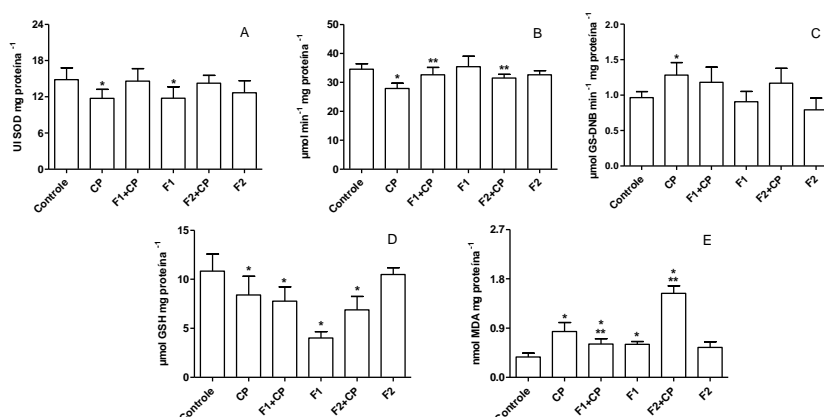 A
UI SOD mg proteína -1
24
18
12
6
0
*
*
Controle
CP
F1+CP
F1
F2+CP
F2
B
µmol min-1 mg proteína -1
50
40
30
20
10
0
*
**
**
Controle
CP
F1+CP
F1
F2+CP
F2
C
µmol GS-DNB min-1 mg proteína -1
2.0
1.5
1.0
0.5
0.0
*
Controle
CP
F1+CP
F1
F2+CP
F2
D
µmol GSH mg proteína -1
15
10
5
0
*
*
*
*
Controle
CP
F1+CP
F1
F2+CP
F2
E
nmol MDA mg proteína -1
2.7
1.8
0.9
0.0
*
*
**
*
*
**
Controle
CP
F1+CP
F1
F2+CP
F2